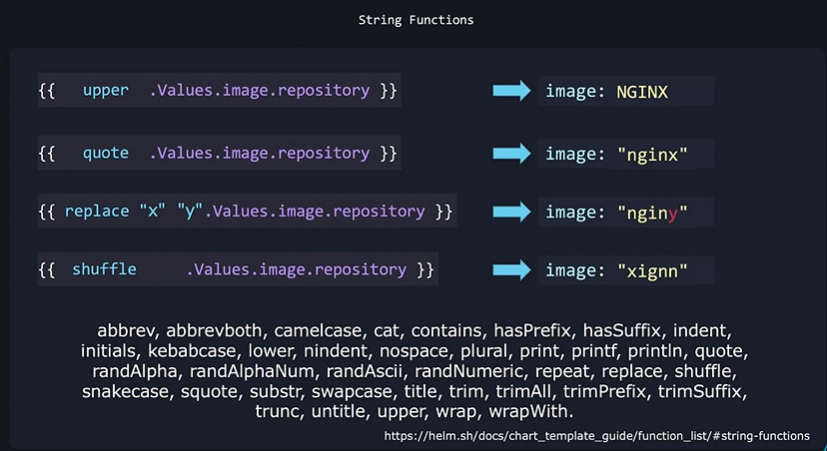 String Functions
{{ upper .Values.image.repository }} image: NGINX
{{ quote .Values.image.repository }} image: "nginx"
{{ replace "x" "y".Values.image.repository }} image: "nginy"
{{ shuffle .Values.image.repository }} image: "xignn"
abbrev, abbrevboth, camelcase, cat, contains, hasPrefix, hasSuffix, indent,
initials, kebabcase, lower, nindent, nospace, plural, print, printf, println, quote,
randAlpha, randAlphaNum, randAscii, randNumeric, repeat, replace, shuffle,
snakecase, squote, substr, swapcase, title, trim, trimAll, trimPrefix, trimSuffix,
trunc, untitle, upper, wrap, wrapWith.
https://helm.sh/docs/chart_template_guide/function_list/#string-functions